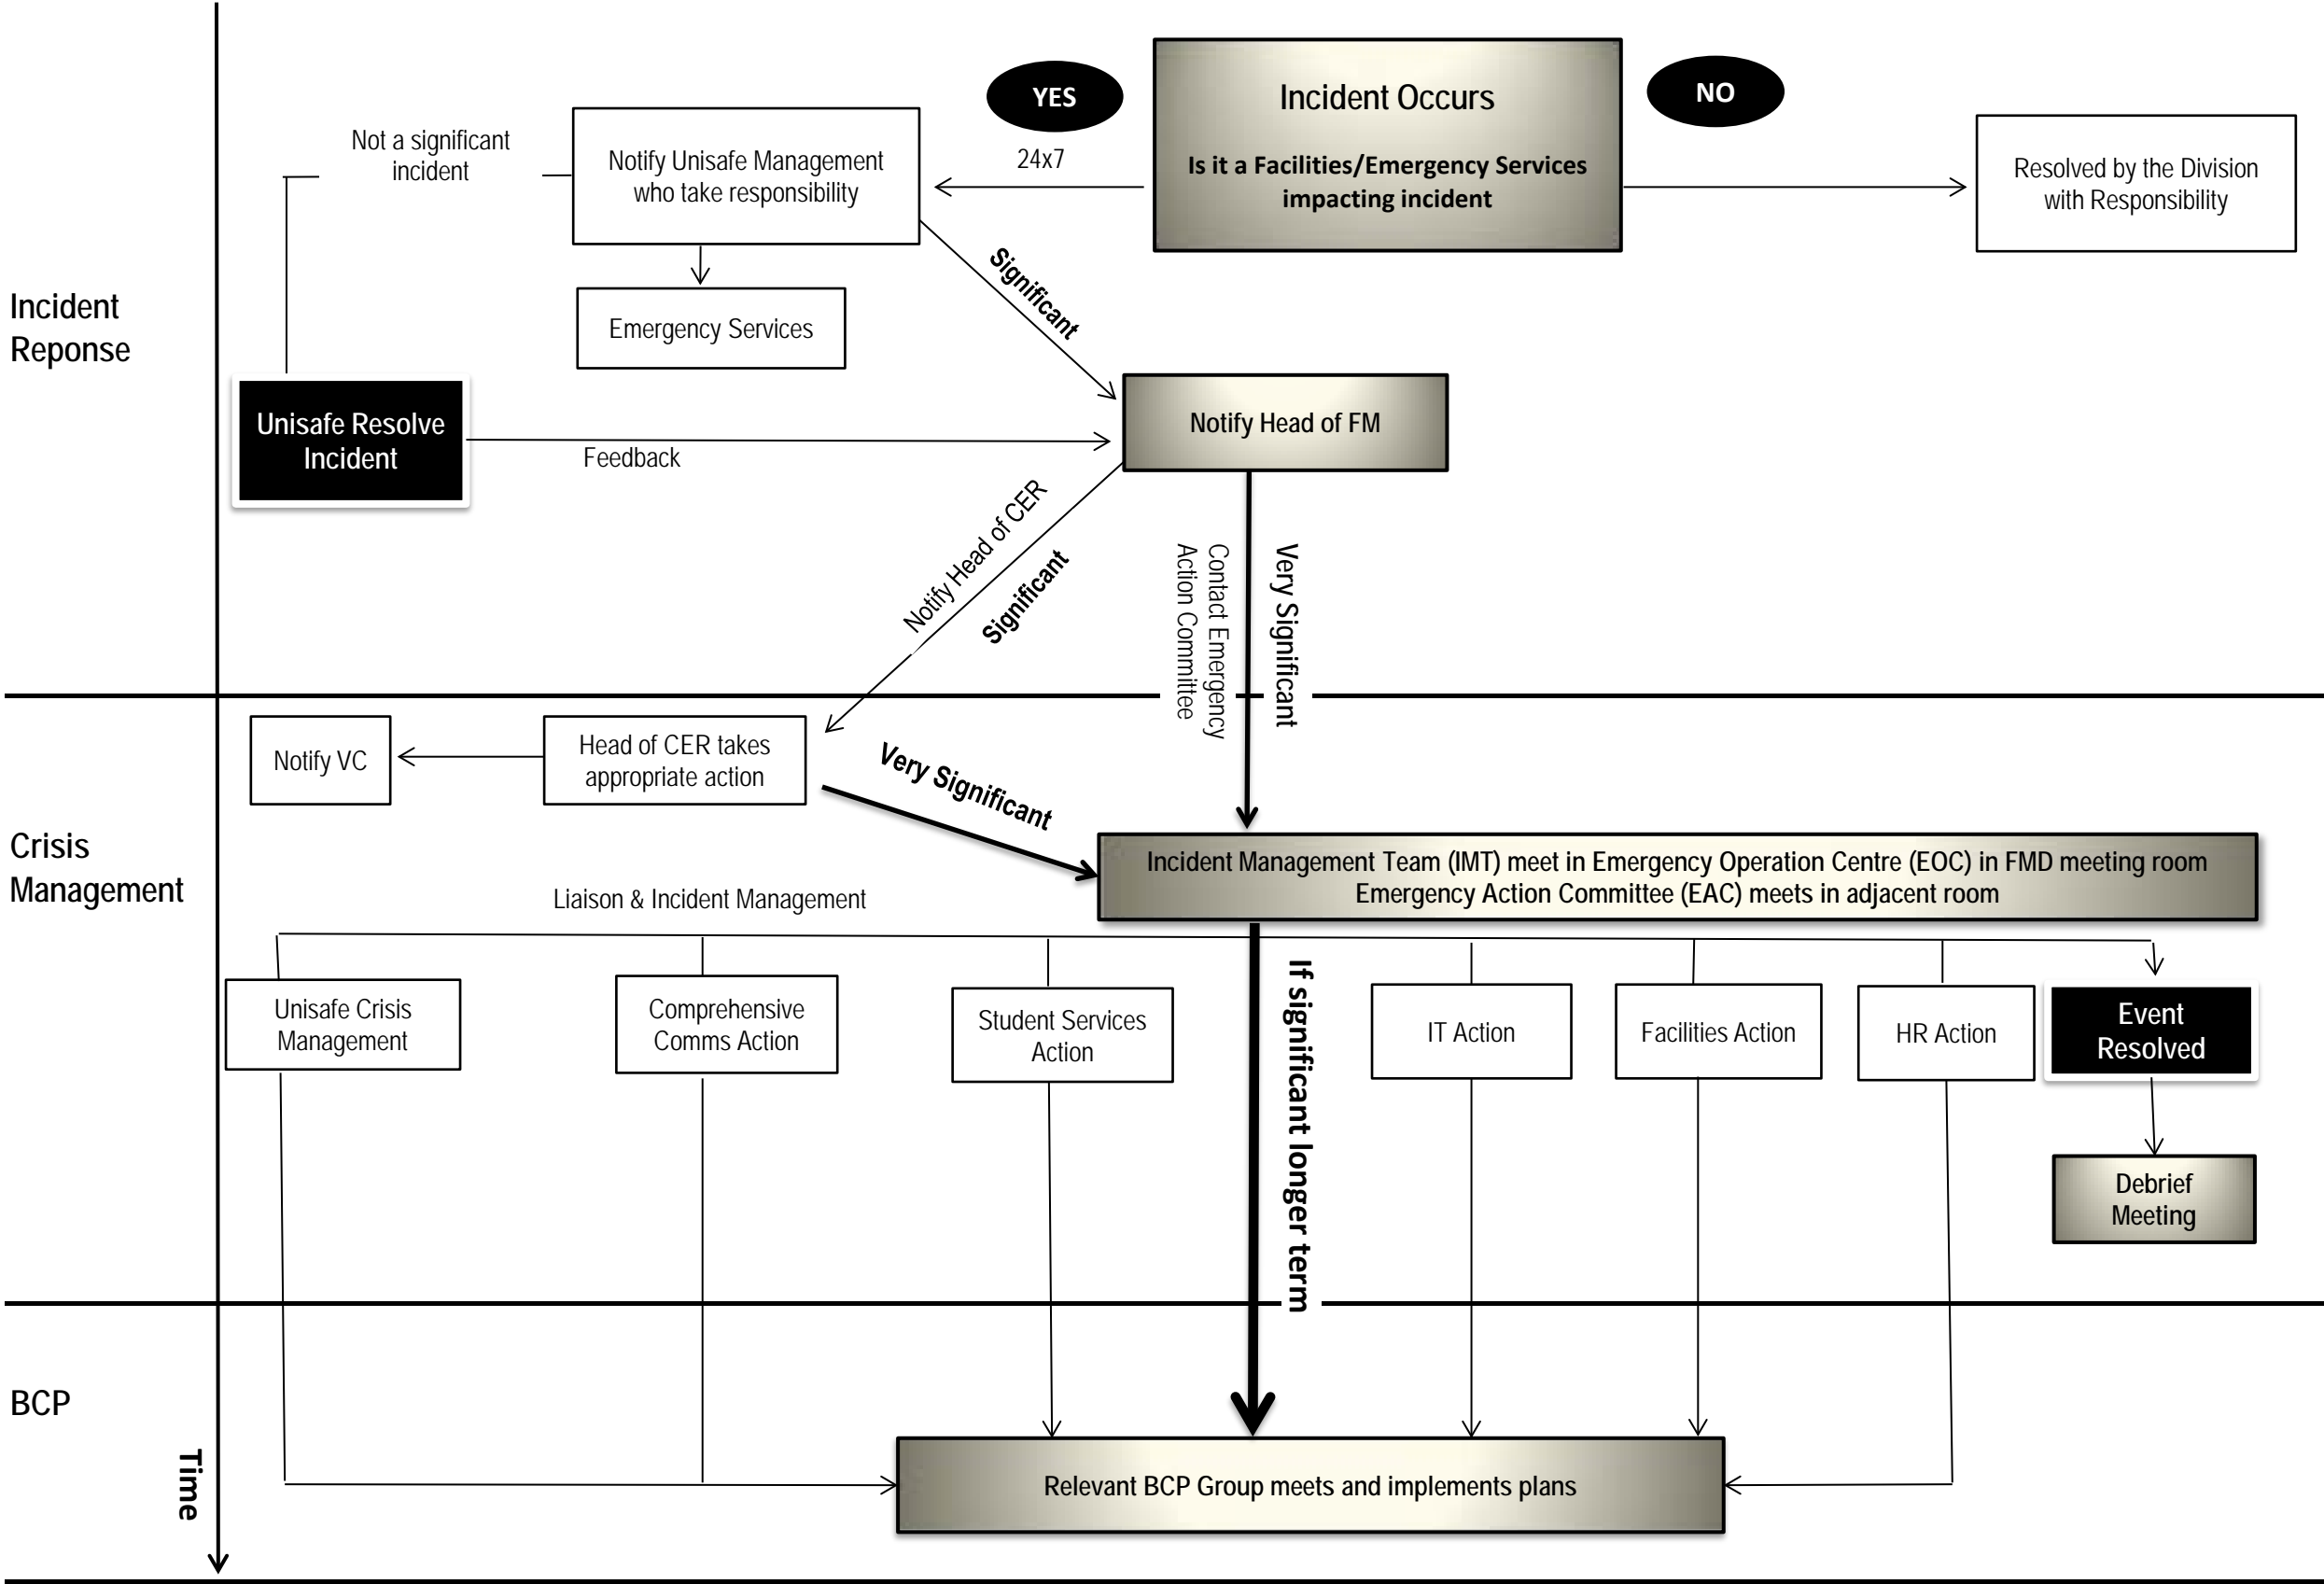 YES
Incident Occurs
Is it a Facilities/Emergency Services
impacting incident
NO
24x7
Not a significant
incident
Notify Unisafe Management
who take responsibility
Resolved by the Division
with Responsibility
Significant
Emergency Services
Incident
Reponse
Unisafe Resolve
Incident
Feedback
Notify Head of FM
Notify Head of CER
Significant
Contact Emergency
Action Committee
Very Significant
Notify VC
Head of CER takes
appropriate action
Very Significant
Crisis
Management
Incident Management Team (IMT) meet in Emergency Operation Centre (EOC) in FMD meeting room
Emergency Action Committee (EAC) meets in adjacent room
Liaison & Incident Management
Unisafe Crisis
Management
Comprehensive
Comms Action
Student Services
Action
If significant longer term
IT Action
Facilities Action
HR Action
Event
Resolved
Debrief
Meeting
BCP
Time
Relevant BCP Group meets and implements plans